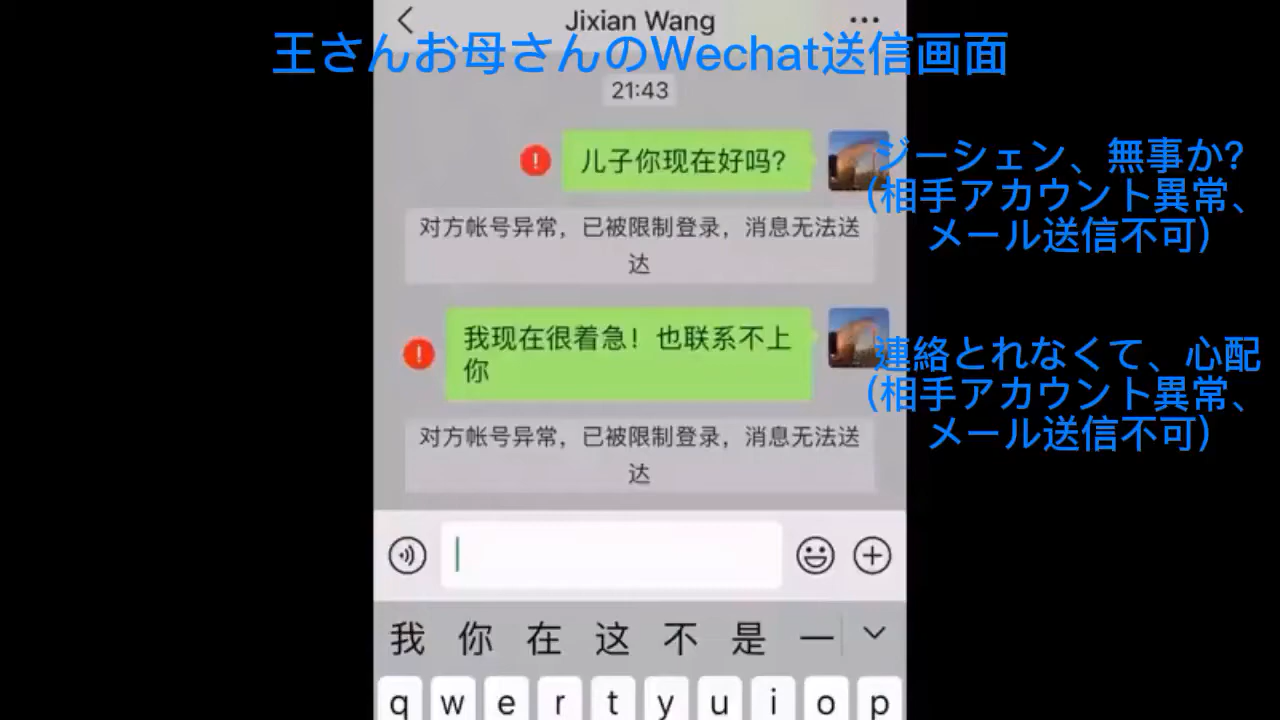 Jixian Wang
王さんお母さんのWechat送信画面
21:43
儿子你现在好吗?
ジーシェン、無事か?
(相手アカウント異常、
メール送信不可)
对方帐号异常，已被限制登录，消息无法送
达
我现在很着急！也联系不上
你
連絡とれなくて、心配
(相手アカウント異常、
メール送信不可)
对方帐号异常，已被限制登录，消息无法送
达
我 你 在 这 不 是 一
q w e r t y u i o p